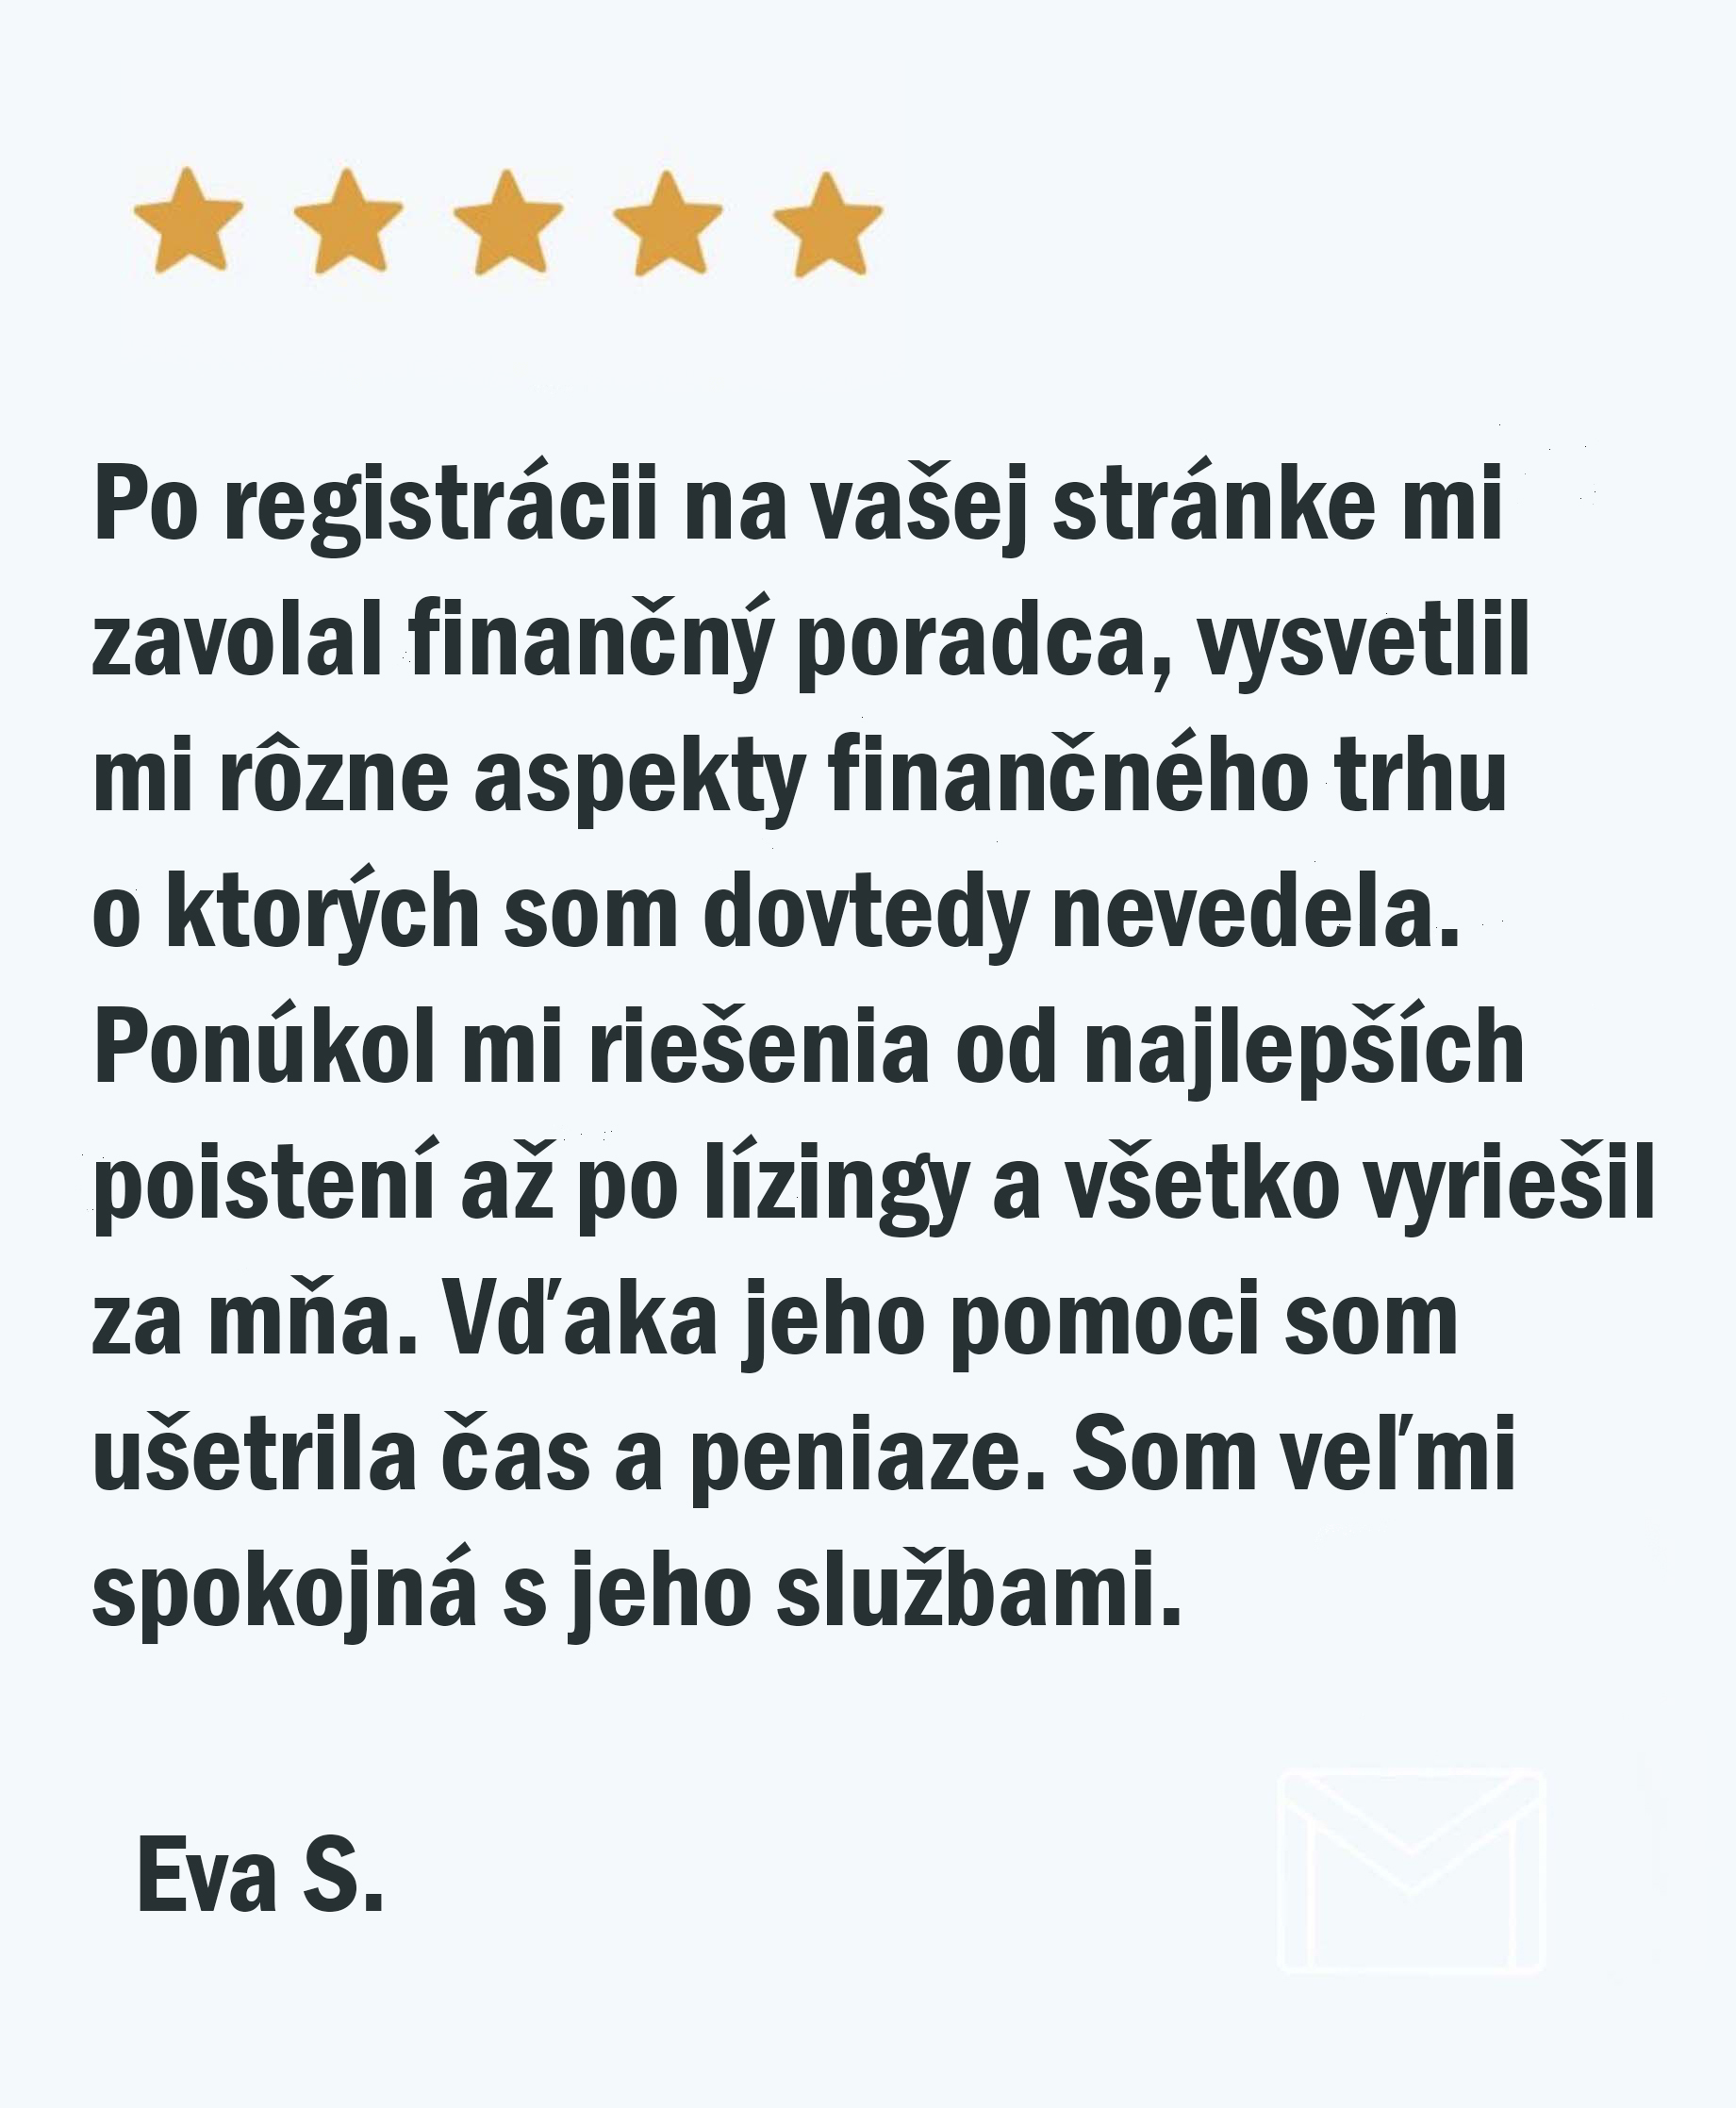 Po registrácii na vašej stránke mi
zavolal finančný poradca, vysvetlil
mi rôzne aspekty finančného trhu
o ktorých som dovtedy nevedela.
Ponúkol mi riešenia od najlepších
poistení až po lízingy a všetko vyriešil
za mňa. Vďaka jeho pomoci som
ušetrila čas a peniaze. Som veľmi
spokojná s jeho službami.
Eva S.